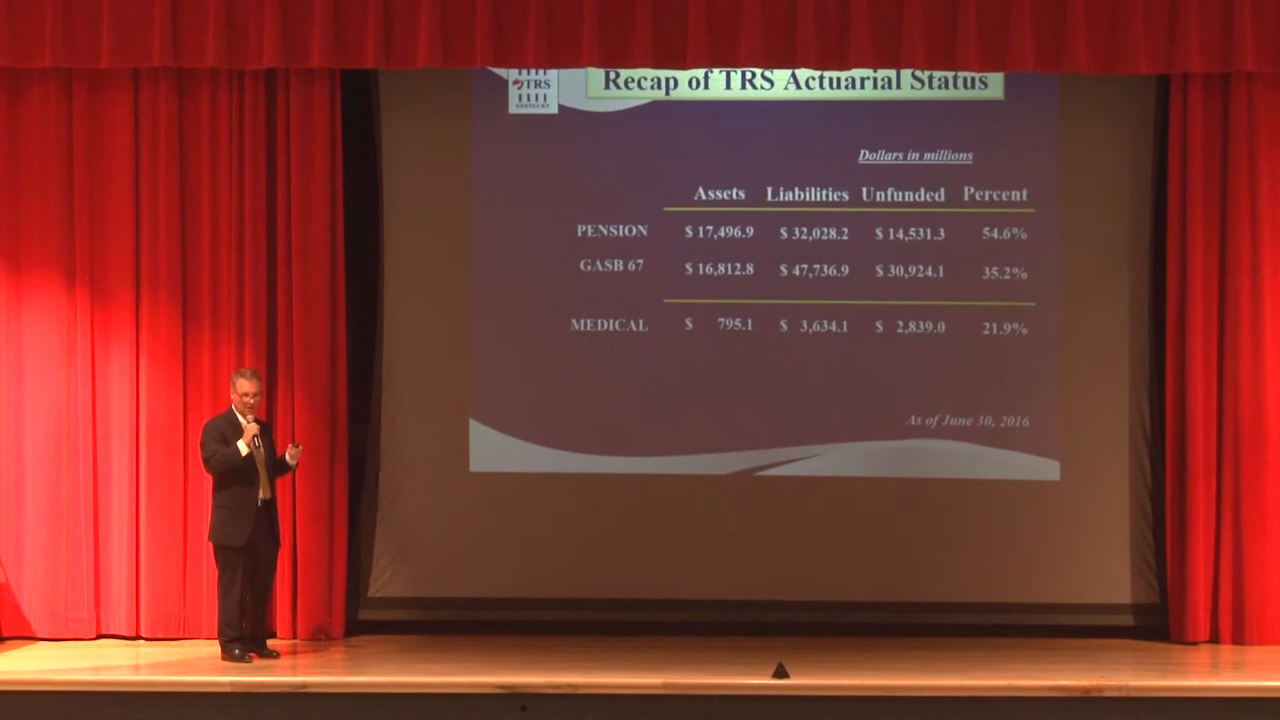 TRS
KENTUCKY
Recap of TRS Actuarial Status
Dollars in millions
Assets Liabilities Unfunded Percent
PENSION $ 17,496.9 $ 32,028.2 $ 14,531.3 54.6%
GASB 67 $ 16,812.8 $ 47,736.9 $ 30,924.1 35.2%
MEDICAL $ 795.1 $ 3,634.1 $ 2,839.0 21.9%
As of June 30, 2016